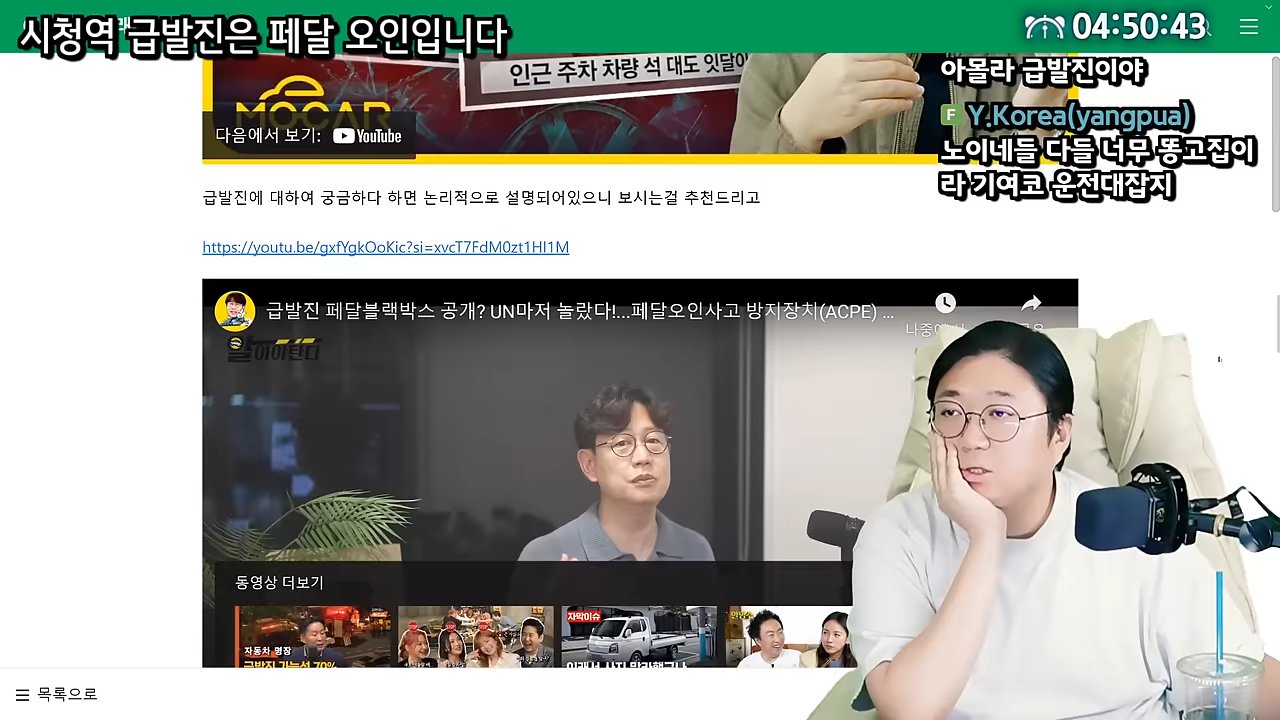 시청역 급발진은 페달 오인입니다
04:50:43
인근 주차 차량 석 대도 잇달아
MOCAR
다음에서 보기: YouTube
아몰라 급발진이야
F Y.Korea(yangpua)
노이네들 다들 너무 똥고집이
라 기여코 운전대잡지
급발진에 대하여 궁금하다 하면 논리적으로 설명되어있으니 보시는걸 추천드리고
https://youtu.be/gxfYgkOoKic?si=xvcT7FdM0zt1HI1M
급발진 페달블랙박스 공개? UN마저 놀랐다!...페달오인사고 방지장치(ACPE) ...
동영상 더보기
자동차 명장
급발진 가능성 70%
자막이슈
목록으로